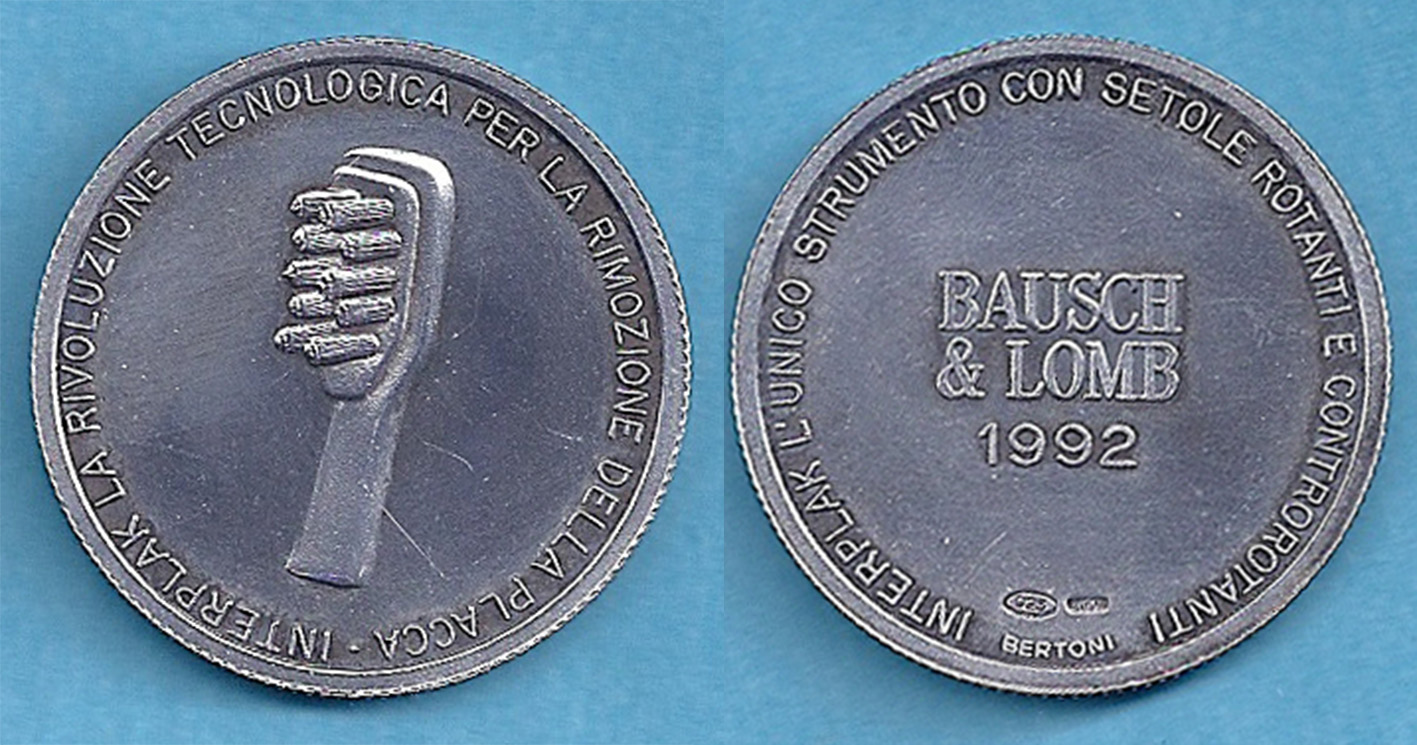 INTERPLAK LA RIVOLUZIONE TECNOLOGICA PER LA RIMOZIONE DELLA PLACCA -
INTERPLAK L'UNICO STRUMENTO CON SETOLE ROTANTI E CONTROROTANTI
BAUSCH
& LOMB
1992
925
BERTONI